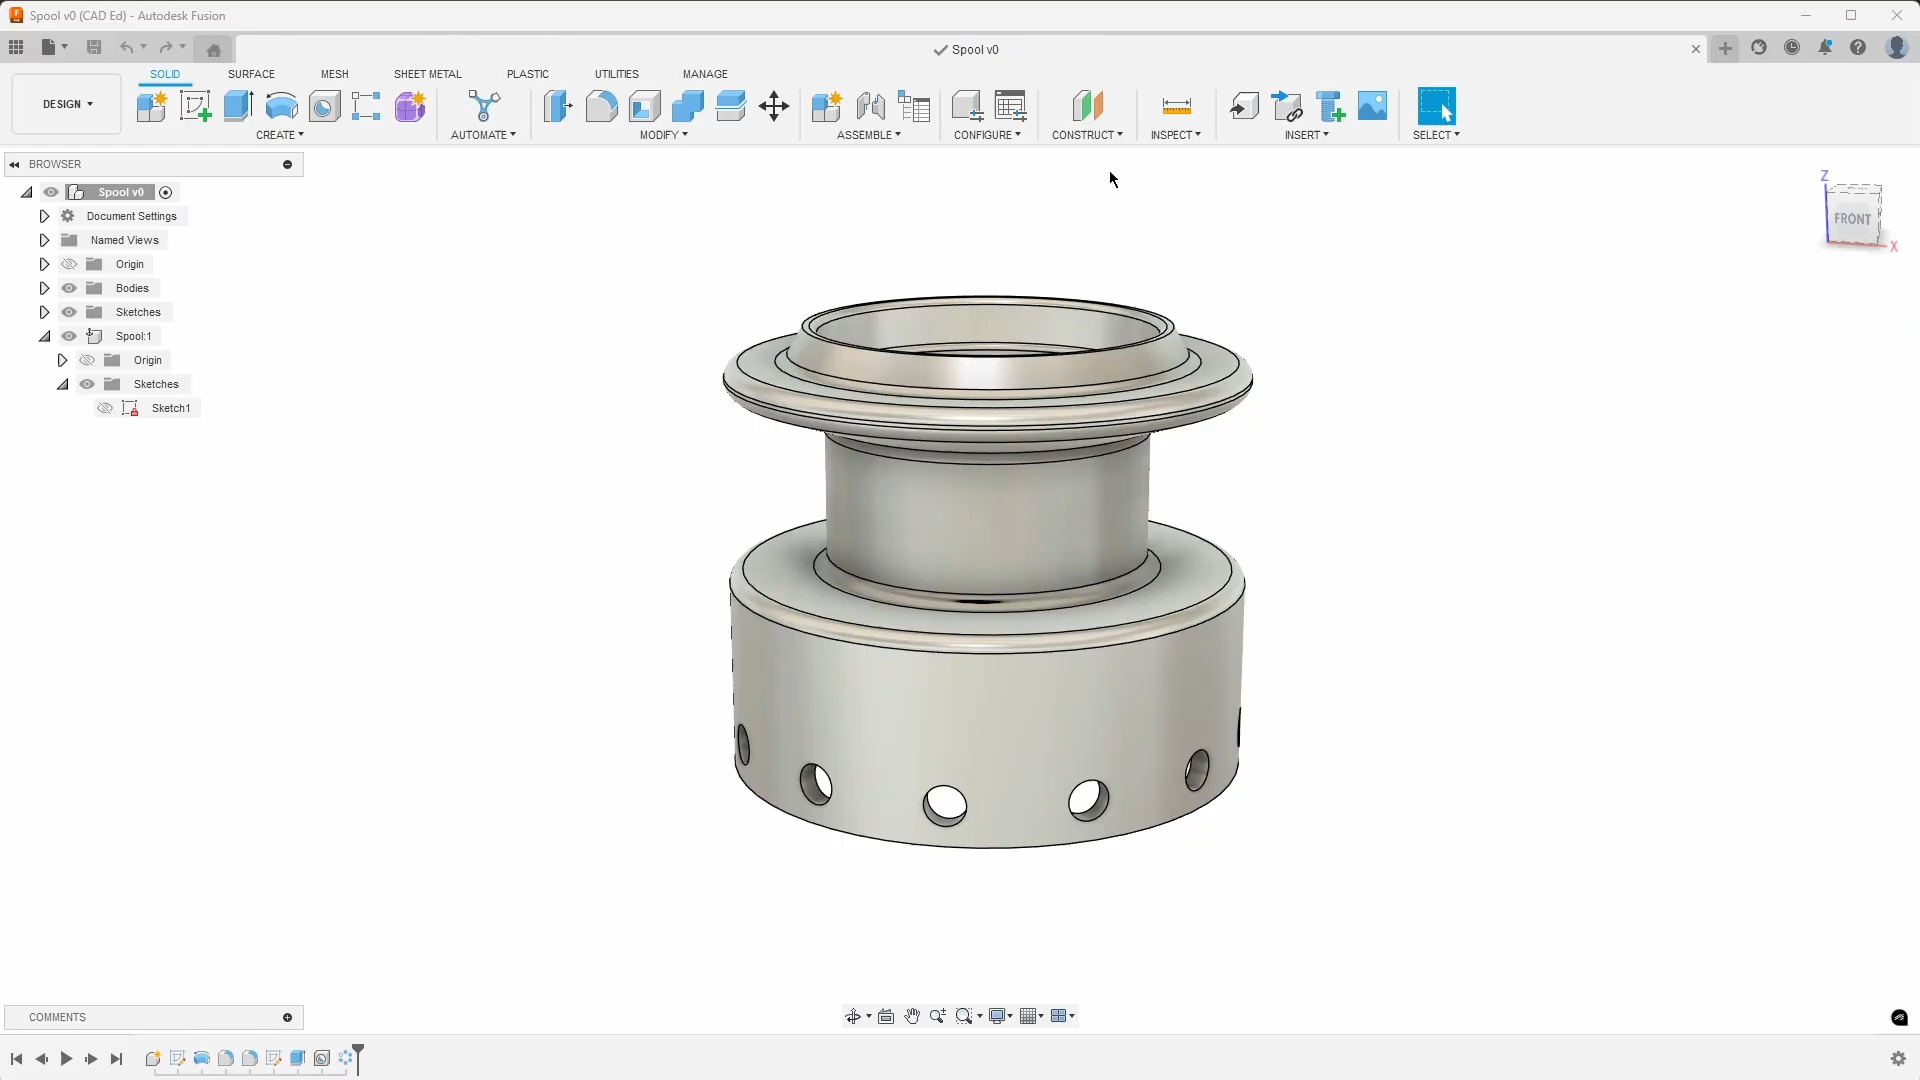 Spool v0 (CAD Ed) - Autodesk Fusion
Spool v0
SOLID SURFACE MESH SHEET METAL PLASTIC UTILITIES MANAGE
DESIGN
CREATE AUTOMATE MODIFY ASSEMBLE CONFIGURE CONSTRUCT INSPECT INSERT SELECT
BROWSER
Spool v0
Document Settings
Named Views
Origin
Bodies
Sketches
Spool:1
Origin
Sketches
Sketch1
Z
FRONT
X
COMMENTS